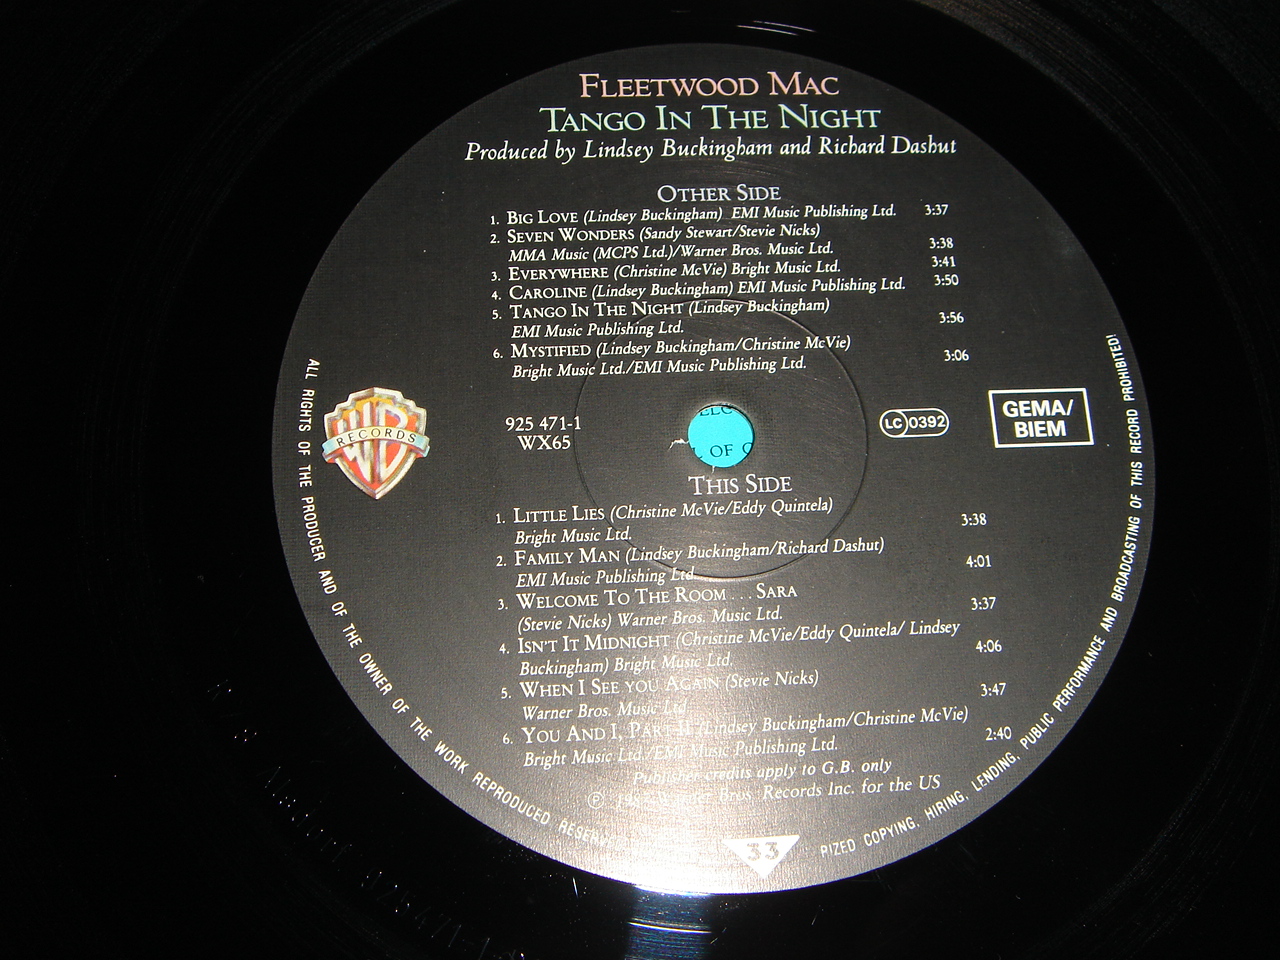 FLEETWOOD MAC
TANGO IN THE NIGHT
Produced by Lindsey Buckingham and Richard Dashut
OTHER SIDE
1. BIG LOVE (Lindsey Buckingham) EMI Music Publishing Ltd. 3:37
2. SEVEN WONDERS (Sandy Stewart/Stevie Nicks)
MMA Music (MCPS Ltd.)/Warner Bros. Music Ltd. 3:38
3. EVERYWHERE (Christine McVie) Bright Music Ltd. 3:41
4. CAROLINE (Lindsey Buckingham) EMI Music Publishing Ltd. 3:50
5. TANGO IN THE NIGHT (Lindsey Buckingham)
EMI Music Publishing Ltd. 3:56
6. MYSTIFIED (Lindsey Buckingham/Christine McVie)
Bright Music Ltd./EMI Music Publishing Ltd. 3:06
WB RECORDS
925 471-1
WX65
OF
LC 0392
GEMA/
BIEM
THIS SIDE
1. LITTLE LIES (Christine McVie/Eddy Quintela)
Bright Music Ltd. 3:38
2. FAMILY MAN (Lindsey Buckingham/Richard Dashut)
EMI Music Publishing Ltd. 4:01
3. WELCOME TO THE ROOM . . . SARA
(Stevie Nicks) Warner Bros. Music Ltd. 3:37
4. ISN'T IT MIDNIGHT (Christine McVie/Eddy Quintela/ Lindsey
Buckingham) Bright Music Ltd. 4:06
5. WHEN I SEE YOU AGAIN (Stevie Nicks)
Warner Bros. Music Ltd. 3:47
6. YOU AND I, PART II (Lindsey Buckingham/Christine McVie)
Bright Music Ltd./EMI Music Publishing Ltd. 2:40
Publisher credits apply to G.B. only
℗ 1987 Warner Bros. Records Inc. for the US
33
ALL RIGHTS OF THE PRODUCER AND OF THE OWNER OF THE WORK REPRODUCED RESER
RIZED COPYING, HIRING, LENDING, PUBLIC PERFORMANCE AND BROADCASTING OF THIS RECORD PROHIBITED!